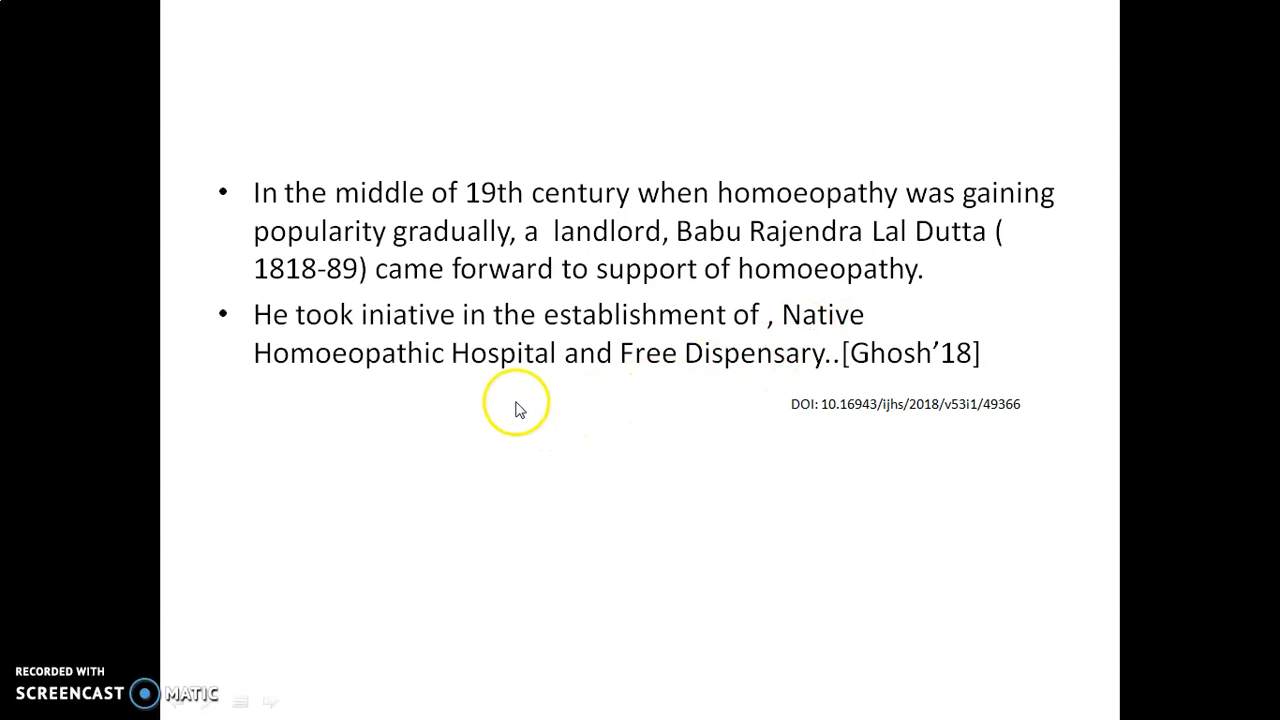 • In the middle of 19th century when homoeopathy was gaining
popularity gradually, a  landlord, Babu Rajendra Lal Dutta (
1818-89) came forward to support of homoeopathy.
• He took iniative in the establishment of , Native
Homoeopathic Hospital and Free Dispensary..[Ghosh’18]
DOI: 10.16943/ijhs/2018/v53i1/49366
RECORDED WITH
SCREENCAST MATIC